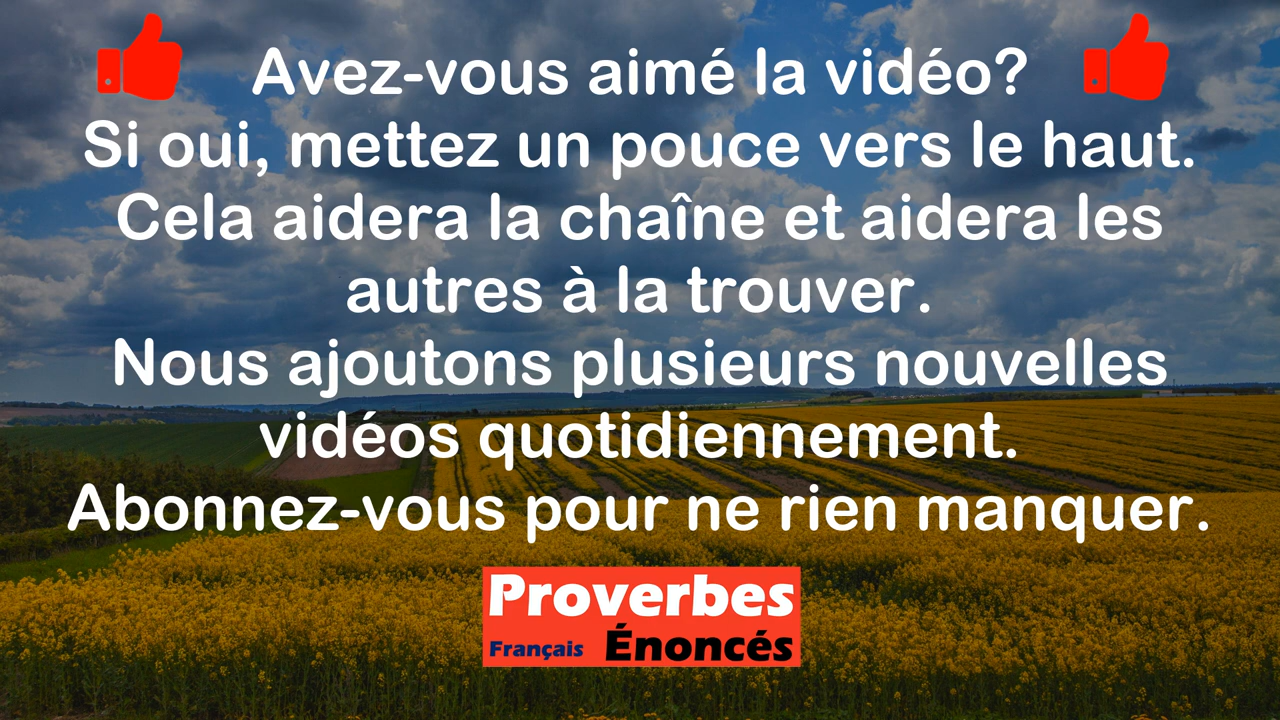 Avez-vous aimé la vidéo?
Si oui, mettez un pouce vers le haut.
Cela aidera la chaîne et aidera les
autres à la trouver.
Nous ajoutons plusieurs nouvelles
vidéos quotidiennement.
Abonnez-vous pour ne rien manquer.
Proverbes
Français Énoncés